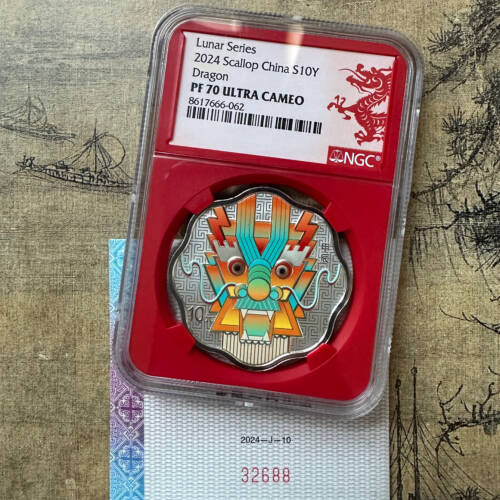 Lunar Series
2024 Scallop China S10Y
Dragon
PF 70 ULTRA CAMEO
8617666-062
NGC®
10
2024—J—10
32688